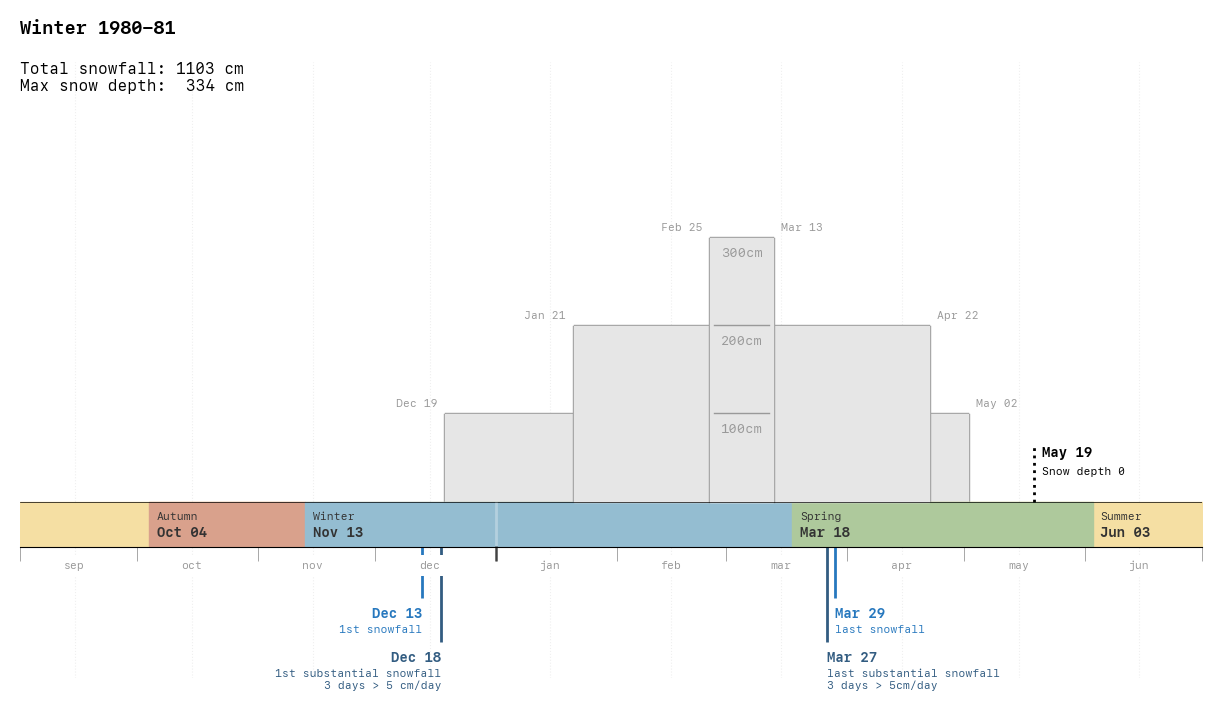 Winter 1980–81
Total snowfall: 1103 cm
Max snow depth:  334 cm
Feb 25
Mar 13
300cm
Jan 21
Apr 22
200cm
Dec 19
May 02
100cm
May 19
Snow depth 0
Autumn
Oct 04
Winter
Nov 13
Spring
Mar 18
Summer
Jun 03
sep
oct
nov
dec
jan
feb
mar
apr
may
jun
Dec 13
1st snowfall
Mar 29
last snowfall
Dec 18
1st substantial snowfall
3 days > 5 cm/day
Mar 27
last substantial snowfall
3 days > 5cm/day